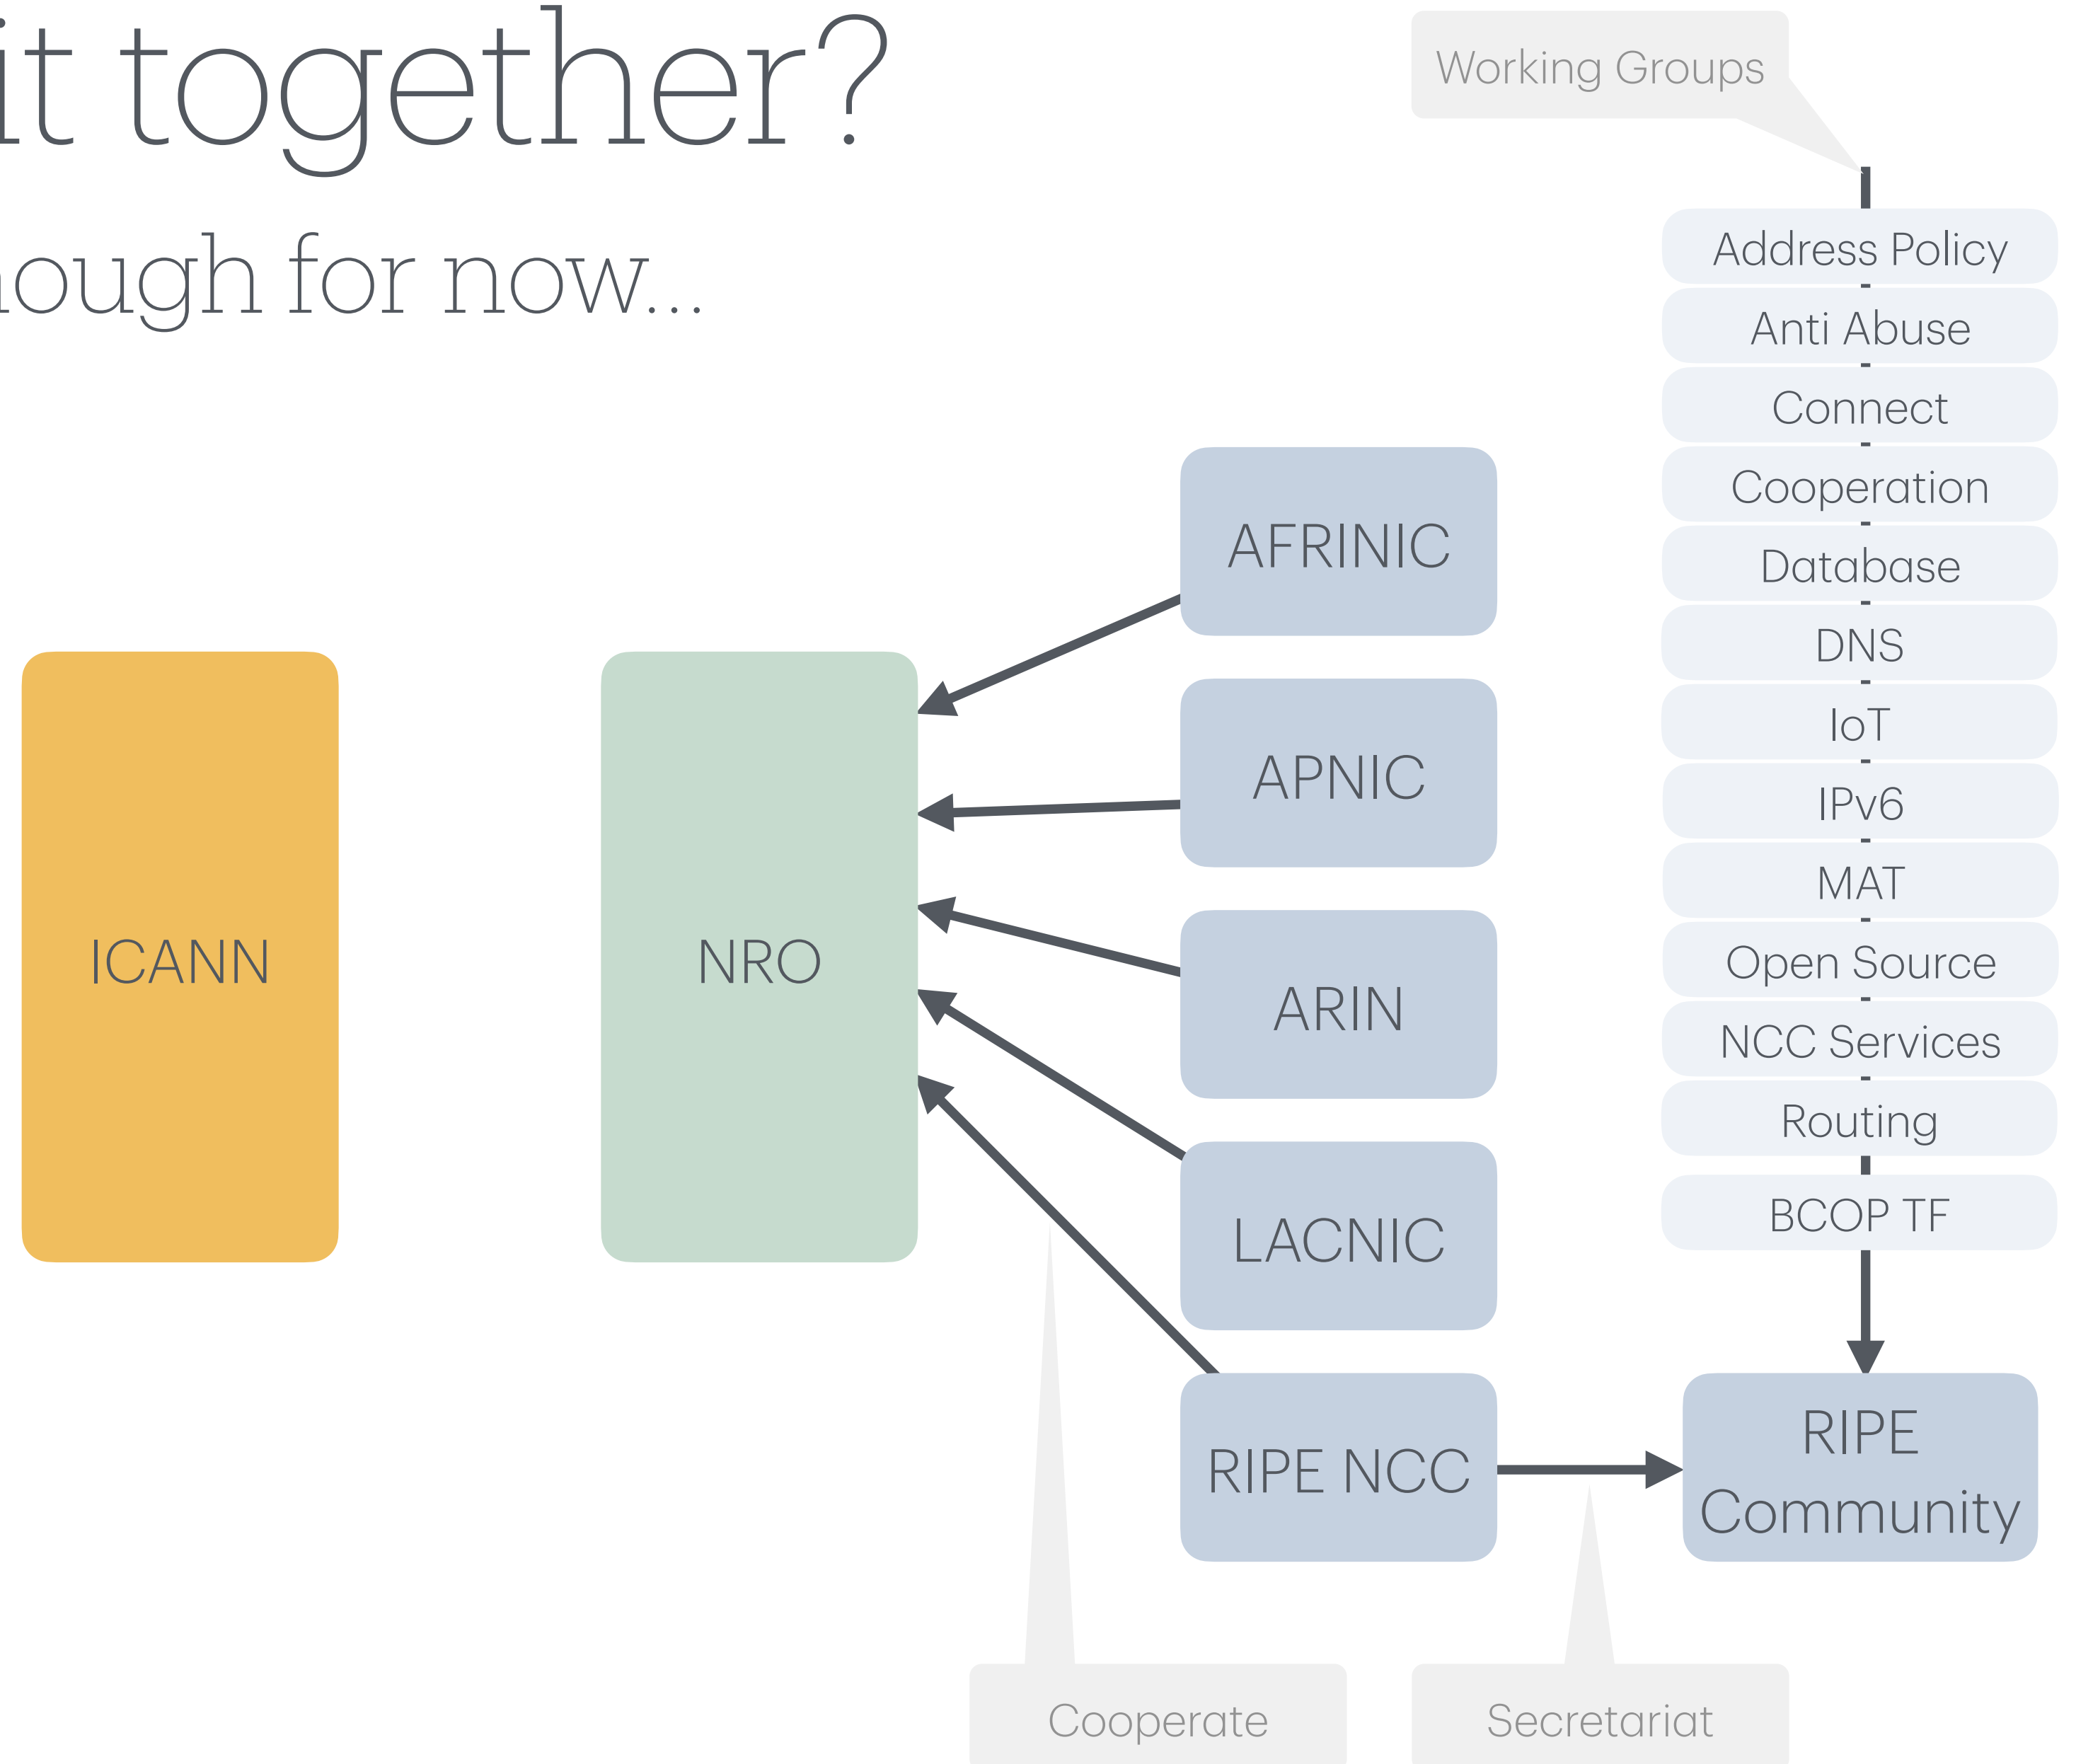 it together?
nough for now...
Working Groups
Address Policy
Anti Abuse
Connect
Cooperation
Database
DNS
IoT
IPv6
MAT
Open Source
NCC Services
Routing
BCOP TF
AFRINIC
APNIC
ARIN
LACNIC
RIPE NCC
ICANN
NRO
RIPE
Community
Cooperate
Secretariat